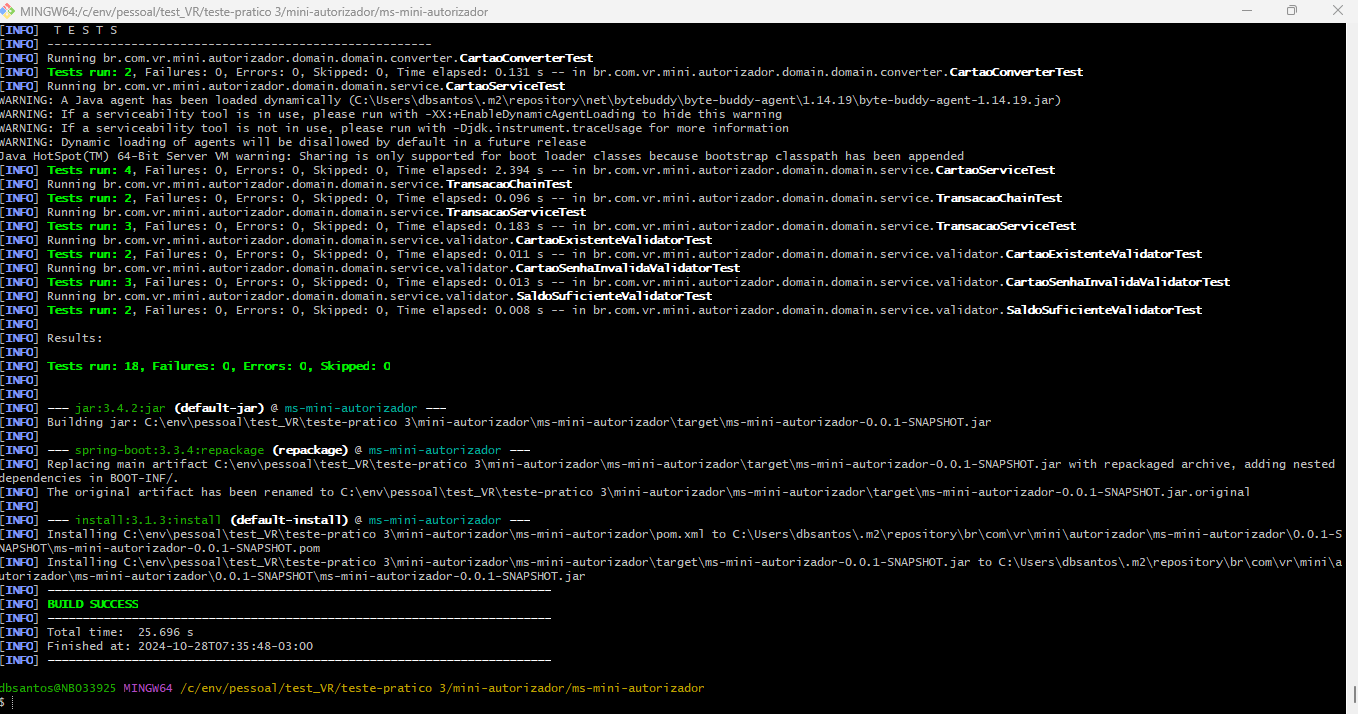 MINGW64:/c/env/pessoal/test_VR/teste-pratico 3/mini-autorizador/ms-mini-autorizador
[INFO]  T E S T S
[INFO] -------------------------------------------------------
[INFO] Running br.com.vr.mini.autorizador.domain.domain.converter.CartaoConverterTest
[INFO] Tests run: 2, Failures: 0, Errors: 0, Skipped: 0, Time elapsed: 0.131 s -- in br.com.vr.mini.autorizador.domain.domain.converter.CartaoConverterTest
[INFO] Running br.com.vr.mini.autorizador.domain.domain.service.CartaoServiceTest
WARNING: A Java agent has been loaded dynamically (C:\Users\dbsantos\.m2\repository\net\bytebuddy\byte-buddy-agent\1.14.19\byte-buddy-agent-1.14.19.jar)
WARNING: If a serviceability tool is in use, please run with -XX:+EnableDynamicAgentLoading to hide this warning
WARNING: If a serviceability tool is not in use, please run with -Djdk.instrument.traceUsage for more information
WARNING: Dynamic loading of agents will be disallowed by default in a future release
Java HotSpot(TM) 64-Bit Server VM warning: Sharing is only supported for boot loader classes because bootstrap classpath has been appended
[INFO] Tests run: 4, Failures: 0, Errors: 0, Skipped: 0, Time elapsed: 2.394 s -- in br.com.vr.mini.autorizador.domain.domain.service.CartaoServiceTest
[INFO] Running br.com.vr.mini.autorizador.domain.domain.service.TransacaoChainTest
[INFO] Tests run: 2, Failures: 0, Errors: 0, Skipped: 0, Time elapsed: 0.096 s -- in br.com.vr.mini.autorizador.domain.domain.service.TransacaoChainTest
[INFO] Running br.com.vr.mini.autorizador.domain.domain.service.TransacaoServiceTest
[INFO] Tests run: 3, Failures: 0, Errors: 0, Skipped: 0, Time elapsed: 0.183 s -- in br.com.vr.mini.autorizador.domain.domain.service.TransacaoServiceTest
[INFO] Running br.com.vr.mini.autorizador.domain.domain.service.validator.CartaoExistenteValidatorTest
[INFO] Tests run: 2, Failures: 0, Errors: 0, Skipped: 0, Time elapsed: 0.011 s -- in br.com.vr.mini.autorizador.domain.domain.service.validator.CartaoExistenteValidatorTest
[INFO] Running br.com.vr.mini.autorizador.domain.domain.service.validator.CartaoSenhaInvalidaValidatorTest
[INFO] Tests run: 3, Failures: 0, Errors: 0, Skipped: 0, Time elapsed: 0.013 s -- in br.com.vr.mini.autorizador.domain.domain.service.validator.CartaoSenhaInvalidaValidatorTest
[INFO] Running br.com.vr.mini.autorizador.domain.domain.service.validator.SaldoSuficienteValidatorTest
[INFO] Tests run: 2, Failures: 0, Errors: 0, Skipped: 0, Time elapsed: 0.008 s -- in br.com.vr.mini.autorizador.domain.domain.service.validator.SaldoSuficienteValidatorTest
[INFO]
[INFO] Results:
[INFO]
[INFO] Tests run: 18, Failures: 0, Errors: 0, Skipped: 0
[INFO]
[INFO]
[INFO] --- jar:3.4.2:jar (default-jar) @ ms-mini-autorizador ---
[INFO] Building jar: C:\env\pessoal\test_VR\teste-pratico 3\mini-autorizador\ms-mini-autorizador\target\ms-mini-autorizador-0.0.1-SNAPSHOT.jar
[INFO]
[INFO] --- spring-boot:3.3.4:repackage (repackage) @ ms-mini-autorizador ---
[INFO] Replacing main artifact C:\env\pessoal\test_VR\teste-pratico 3\mini-autorizador\ms-mini-autorizador\target\ms-mini-autorizador-0.0.1-SNAPSHOT.jar with repackaged archive, adding nested
dependencies in BOOT-INF/.
[INFO] The original artifact has been renamed to C:\env\pessoal\test_VR\teste-pratico 3\mini-autorizador\ms-mini-autorizador\target\ms-mini-autorizador-0.0.1-SNAPSHOT.jar.original
[INFO]
[INFO] --- install:3.1.3:install (default-install) @ ms-mini-autorizador ---
[INFO] Installing C:\env\pessoal\test_VR\teste-pratico 3\mini-autorizador\ms-mini-autorizador\pom.xml to C:\Users\dbsantos\.m2\repository\br\com\vr\mini\autorizador\ms-mini-autorizador\0.0.1-S
NAPSHOT\ms-mini-autorizador-0.0.1-SNAPSHOT.pom
[INFO] Installing C:\env\pessoal\test_VR\teste-pratico 3\mini-autorizador\ms-mini-autorizador\target\ms-mini-autorizador-0.0.1-SNAPSHOT.jar to C:\Users\dbsantos\.m2\repository\br\com\vr\mini\a
utorizador\ms-mini-autorizador\0.0.1-SNAPSHOT\ms-mini-autorizador-0.0.1-SNAPSHOT.jar
[INFO] ------------------------------------------------------------------------
[INFO] BUILD SUCCESS
[INFO] ------------------------------------------------------------------------
[INFO] Total time:  25.696 s
[INFO] Finished at: 2024-10-28T07:35:48-03:00
[INFO] ------------------------------------------------------------------------
dbsantos@NB033925 MINGW64 /c/env/pessoal/test_VR/teste-pratico 3/mini-autorizador/ms-mini-autorizador
$